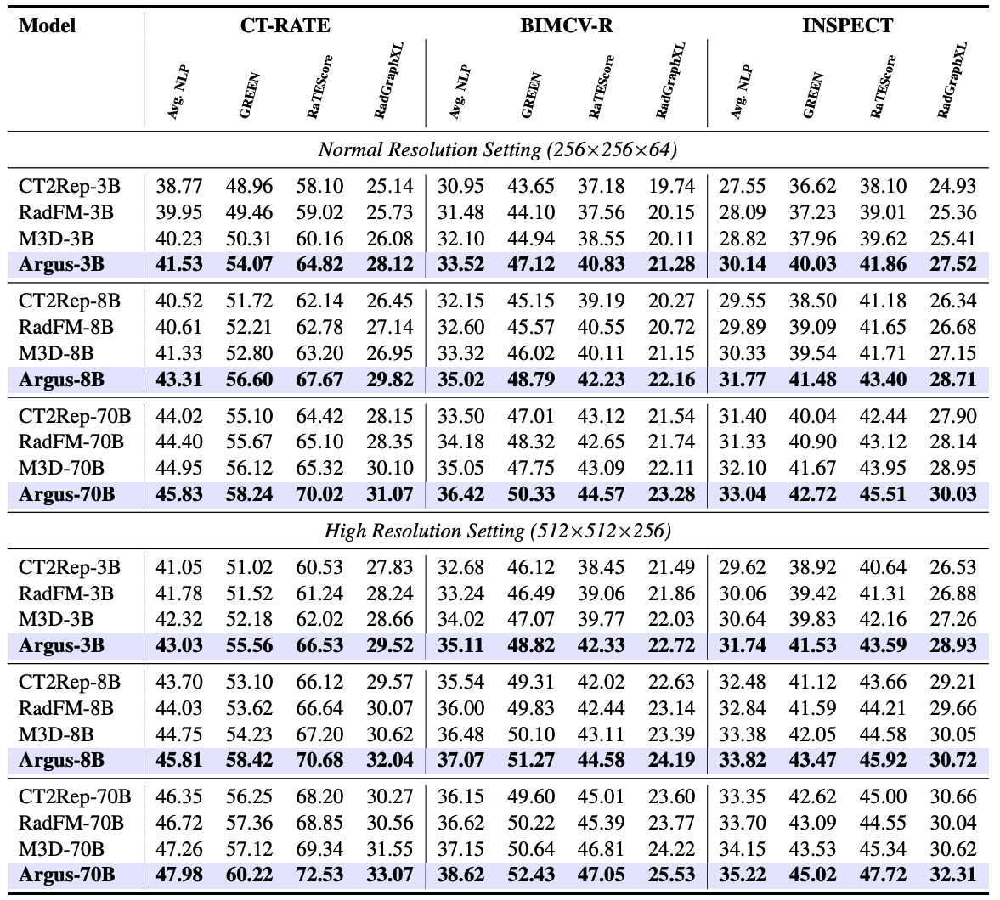 Model CT-RATE BIMCV-R INSPECT
Avg. NLP GREEN RaTEScore RadGraphXL Avg. NLP GREEN RaTEScore RadGraphXL Avg. NLP GREEN RaTEScore RadGraphXL
Normal Resolution Setting (256×256×64)
CT2Rep-3B 38.77 48.96 58.10 25.14 30.95 43.65 37.18 19.74 27.55 36.62 38.10 24.93
RadFM-3B 39.95 49.46 59.02 25.73 31.48 44.10 37.56 20.15 28.09 37.23 39.01 25.36
M3D-3B 40.23 50.31 60.16 26.08 32.10 44.94 38.55 20.11 28.82 37.96 39.62 25.41
Argus-3B 41.53 54.07 64.82 28.12 33.52 47.12 40.83 21.28 30.14 40.03 41.86 27.52
CT2Rep-8B 40.52 51.72 62.14 26.45 32.15 45.15 39.19 20.27 29.55 38.50 41.18 26.34
RadFM-8B 40.61 52.21 62.78 27.14 32.60 45.57 40.55 20.72 29.89 39.09 41.65 26.68
M3D-8B 41.33 52.80 63.20 26.95 33.32 46.02 40.11 21.15 30.33 39.54 41.71 27.15
Argus-8B 43.31 56.60 67.67 29.82 35.02 48.79 42.23 22.16 31.77 41.48 43.40 28.71
CT2Rep-70B 44.02 55.10 64.42 28.15 33.50 47.01 43.12 21.54 31.40 40.04 42.44 27.90
RadFM-70B 44.40 55.67 65.10 28.35 34.18 48.32 42.65 21.74 31.33 40.90 43.12 28.14
M3D-70B 44.95 56.12 65.32 30.10 35.05 47.75 43.09 22.11 32.10 41.67 43.95 28.95
Argus-70B 45.83 58.24 70.02 31.07 36.42 50.33 44.57 23.28 33.04 42.72 45.51 30.03
High Resolution Setting (512×512×256)
CT2Rep-3B 41.05 51.02 60.53 27.83 32.68 46.12 38.45 21.49 29.62 38.92 40.64 26.53
RadFM-3B 41.78 51.52 61.24 28.24 33.24 46.49 39.06 21.86 30.06 39.42 41.31 26.88
M3D-3B 42.32 52.18 62.02 28.66 34.02 47.07 39.77 22.03 30.64 39.83 42.16 27.26
Argus-3B 43.03 55.56 66.53 29.52 35.11 48.82 42.33 22.72 31.74 41.53 43.59 28.93
CT2Rep-8B 43.70 53.10 66.12 29.57 35.54 49.31 42.02 22.63 32.48 41.12 43.66 29.21
RadFM-8B 44.03 53.62 66.64 30.07 36.00 49.83 42.44 23.14 32.84 41.59 44.21 29.66
M3D-8B 44.75 54.23 67.20 30.62 36.48 50.10 43.11 23.39 33.38 42.05 44.58 30.05
Argus-8B 45.81 58.42 70.68 32.04 37.07 51.27 44.58 24.19 33.82 43.47 45.92 30.72
CT2Rep-70B 46.35 56.25 68.20 30.27 36.15 49.60 45.01 23.60 33.35 42.62 45.00 30.66
RadFM-70B 46.72 57.36 68.85 30.56 36.62 50.22 45.39 23.77 33.70 43.09 44.55 30.04
M3D-70B 47.26 57.12 69.34 31.55 37.15 50.64 46.81 24.22 34.15 43.53 45.34 30.62
Argus-70B 47.98 60.22 72.53 33.07 38.62 52.43 47.05 25.53 35.22 45.02 47.72 32.31